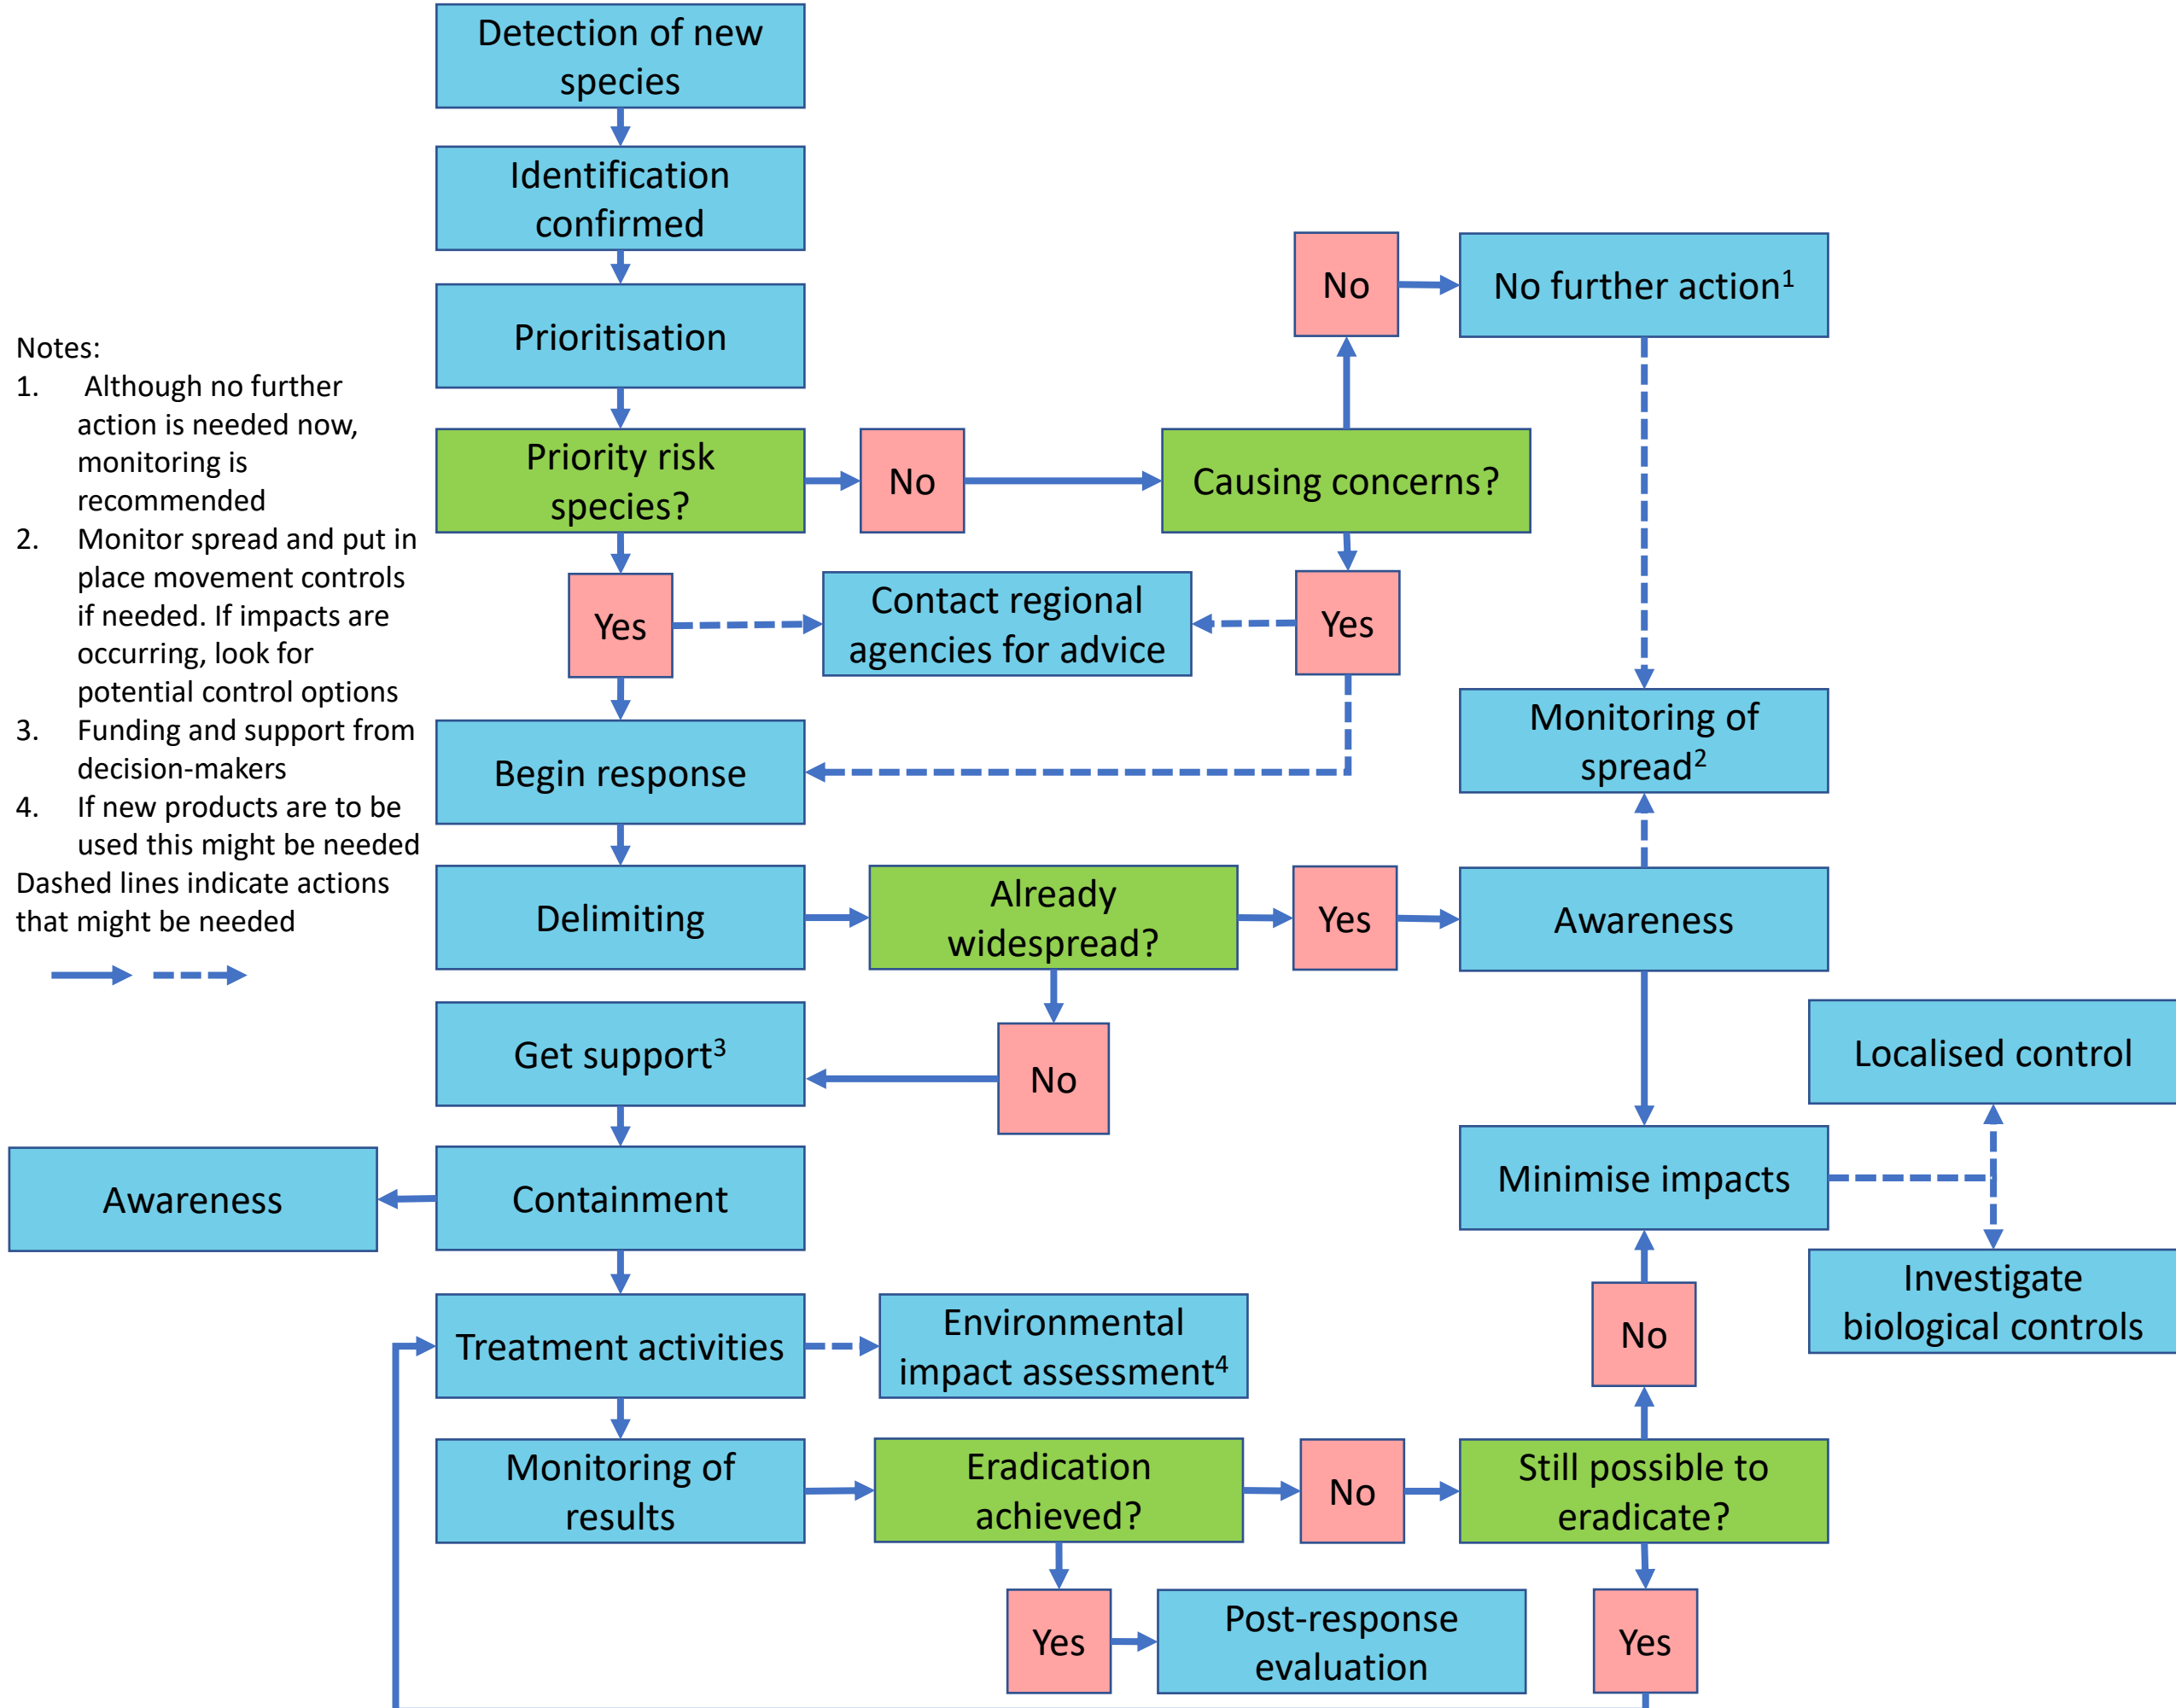 Detection of new
species
Identification
confirmed
Prioritisation
No
No further action¹
Notes:
1. Although no further
action is needed now,
monitoring is
recommended
2. Monitor spread and put in
place movement controls
if needed. If impacts are
occurring, look for
potential control options
3. Funding and support from
decision-makers
4. If new products are to be
used this might be needed
Dashed lines indicate actions
that might be needed
Priority risk
species?
No
Causing concerns?
Yes
Contact regional
agencies for advice
Yes
Begin response
Monitoring of
spread²
Delimiting
Already
widespread?
Yes
Awareness
Get support³
No
Localised control
Awareness
Containment
Minimise impacts
Investigate
biological controls
Treatment activities
Environmental
impact assessment⁴
No
Monitoring of
results
Eradication
achieved?
No
Still possible to
eradicate?
Yes
Post-response
evaluation
Yes